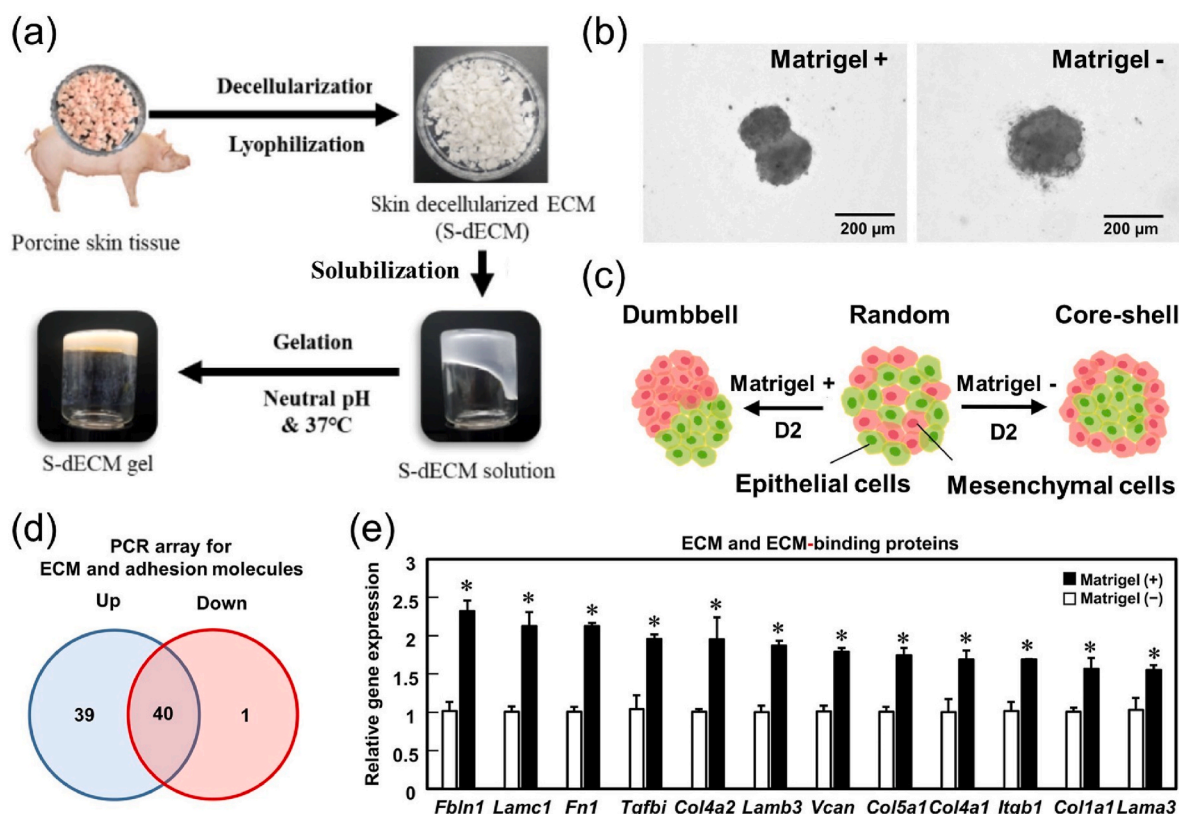 (a)
Decellularization
Lyophilization
Porcine skin tissue
Skin decellularized ECM
(S-dECM)
Solubilization
Gelation
Neutral pH
& 37°C
S-dECM gel
S-dECM solution
(b)
Matrigel +
200 µm
Matrigel -
200 µm
(c)
Dumbbell
Random
Core-shell
Matrigel +
D2
Matrigel -
D2
Epithelial cells
Mesenchymal cells
(d)
PCR array for
ECM and adhesion molecules
Up
Down
39
40
1
(e)
ECM and ECM-binding proteins
Relative gene expression
3
2.5
2
1.5
1
0.5
0
Matrigel (+)
Matrigel (−)
* * * * * * * * * * * *
Fbln1 Lamc1 Fn1 Tgfbi Col4a2 Lamb3 Vcan Col5a1 Col4a1 Itgb1 Col1a1 Lama3